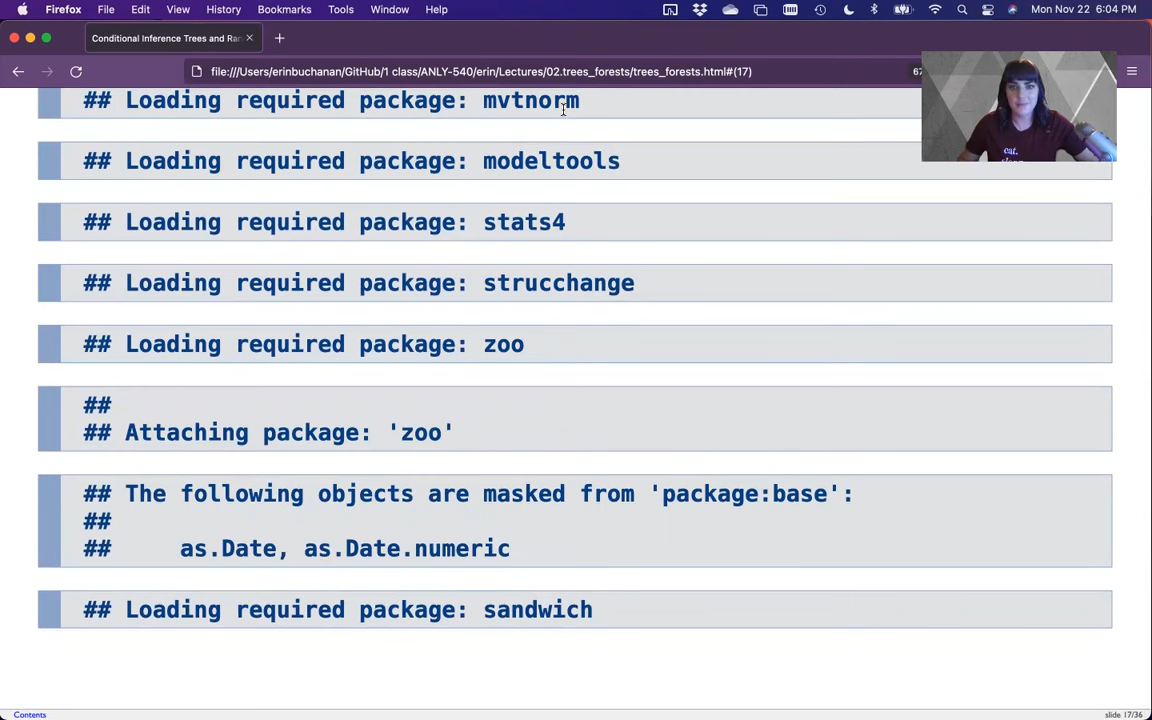 Firefox File Edit View History Bookmarks Tools Window Help Mon Nov 22 6:04 PM
Conditional Inference Trees and Ran
file:///Users/erinbuchanan/GitHub/1 class/ANLY-540/erin/Lectures/02.trees_forests/trees_forests.html#(17)
## Loading required package: mvtnorm
cat.
## Loading required package: modeltools
## Loading required package: stats4
## Loading required package: strucchange
## Loading required package: zoo
##
## Attaching package: 'zoo'
## The following objects are masked from 'package:base':
##
## as.Date, as.Date.numeric
## Loading required package: sandwich
Contents slide 17/36